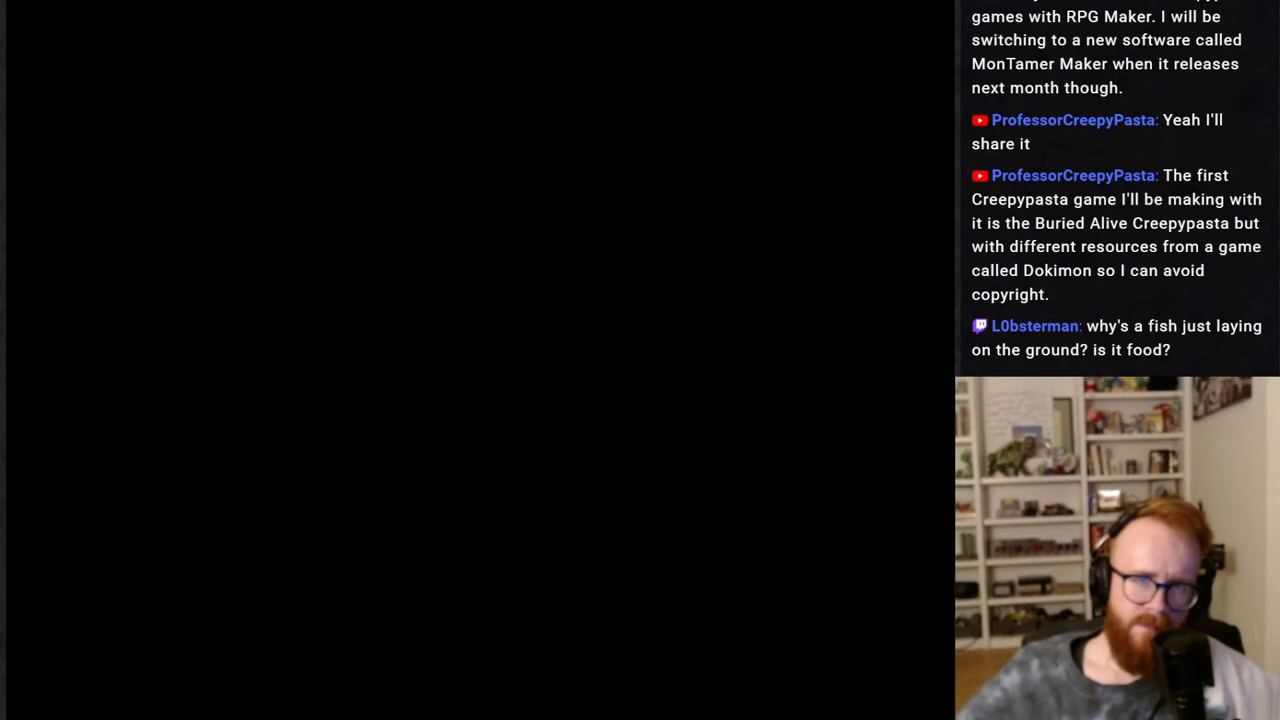 games with RPG Maker. I will be
switching to a new software called
MonTamer Maker when it releases
next month though.
ProfessorCreepyPasta: Yeah I'll
share it
ProfessorCreepyPasta: The first
Creepypasta game I'll be making with
it is the Buried Alive Creepypasta but
with different resources from a game
called Dokimon so I can avoid
copyright.
L0bsterman: why's a fish just laying
on the ground? is it food?